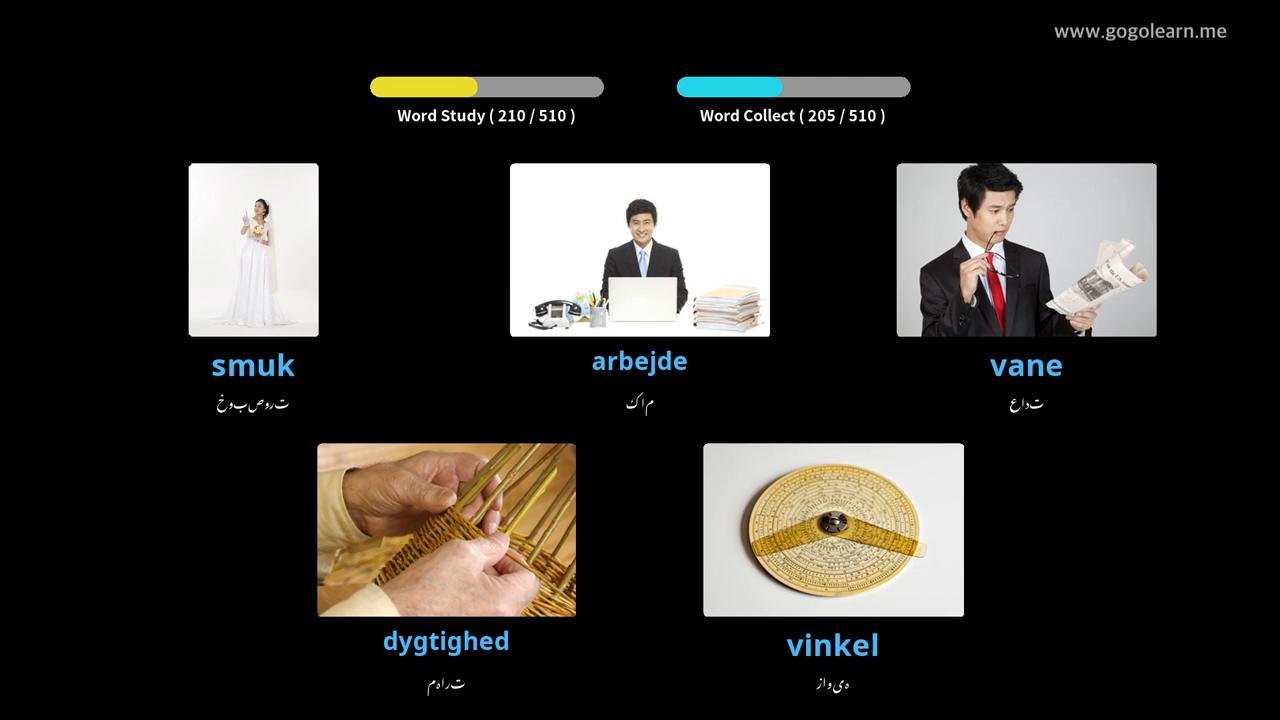 www.gogolearn.me
Word Study ( 210 / 510 )
Word Collect ( 205 / 510 )
smuk
arbejde
vane
خوبصورت
کام
عادت
dygtighed
vinkel
مہارت
زاویہ